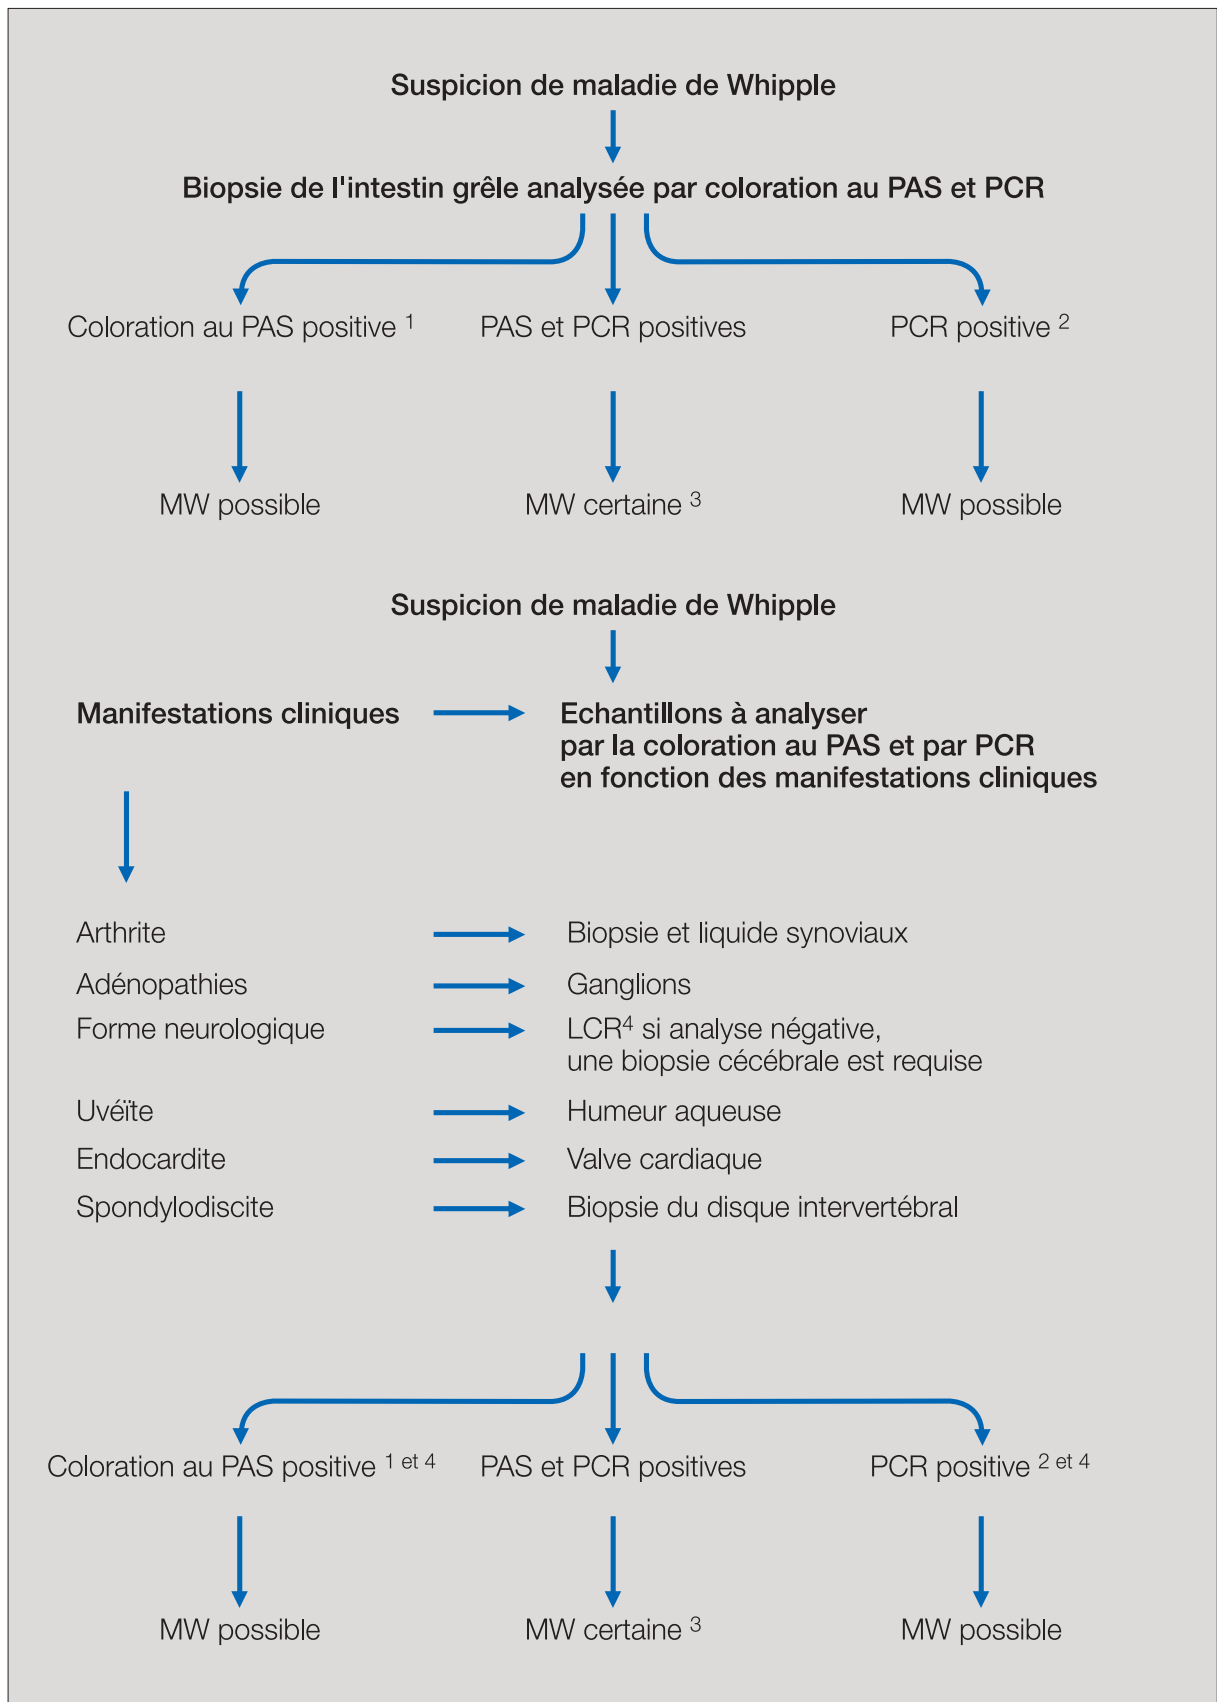 Suspicion de maladie de Whipple
Biopsie de l'intestin grêle analysée par coloration au PAS et PCR
Coloration au PAS positive 1
PAS et PCR positives
PCR positive 2
MW possible
MW certaine 3
MW possible
Suspicion de maladie de Whipple
Manifestations cliniques
Echantillons à analyser
par la coloration au PAS et par PCR
en fonction des manifestations cliniques
Arthrite
Biopsie et liquide synoviaux
Adénopathies
Ganglions
Forme neurologique
LCR4 si analyse négative,
une biopsie cécébrale est requise
Uvéïte
Humeur aqueuse
Endocardite
Valve cardiaque
Spondylodiscite
Biopsie du disque intervertébral
Coloration au PAS positive 1 et 4
PAS et PCR positives
PCR positive 2 et 4
MW possible
MW certaine 3
MW possible